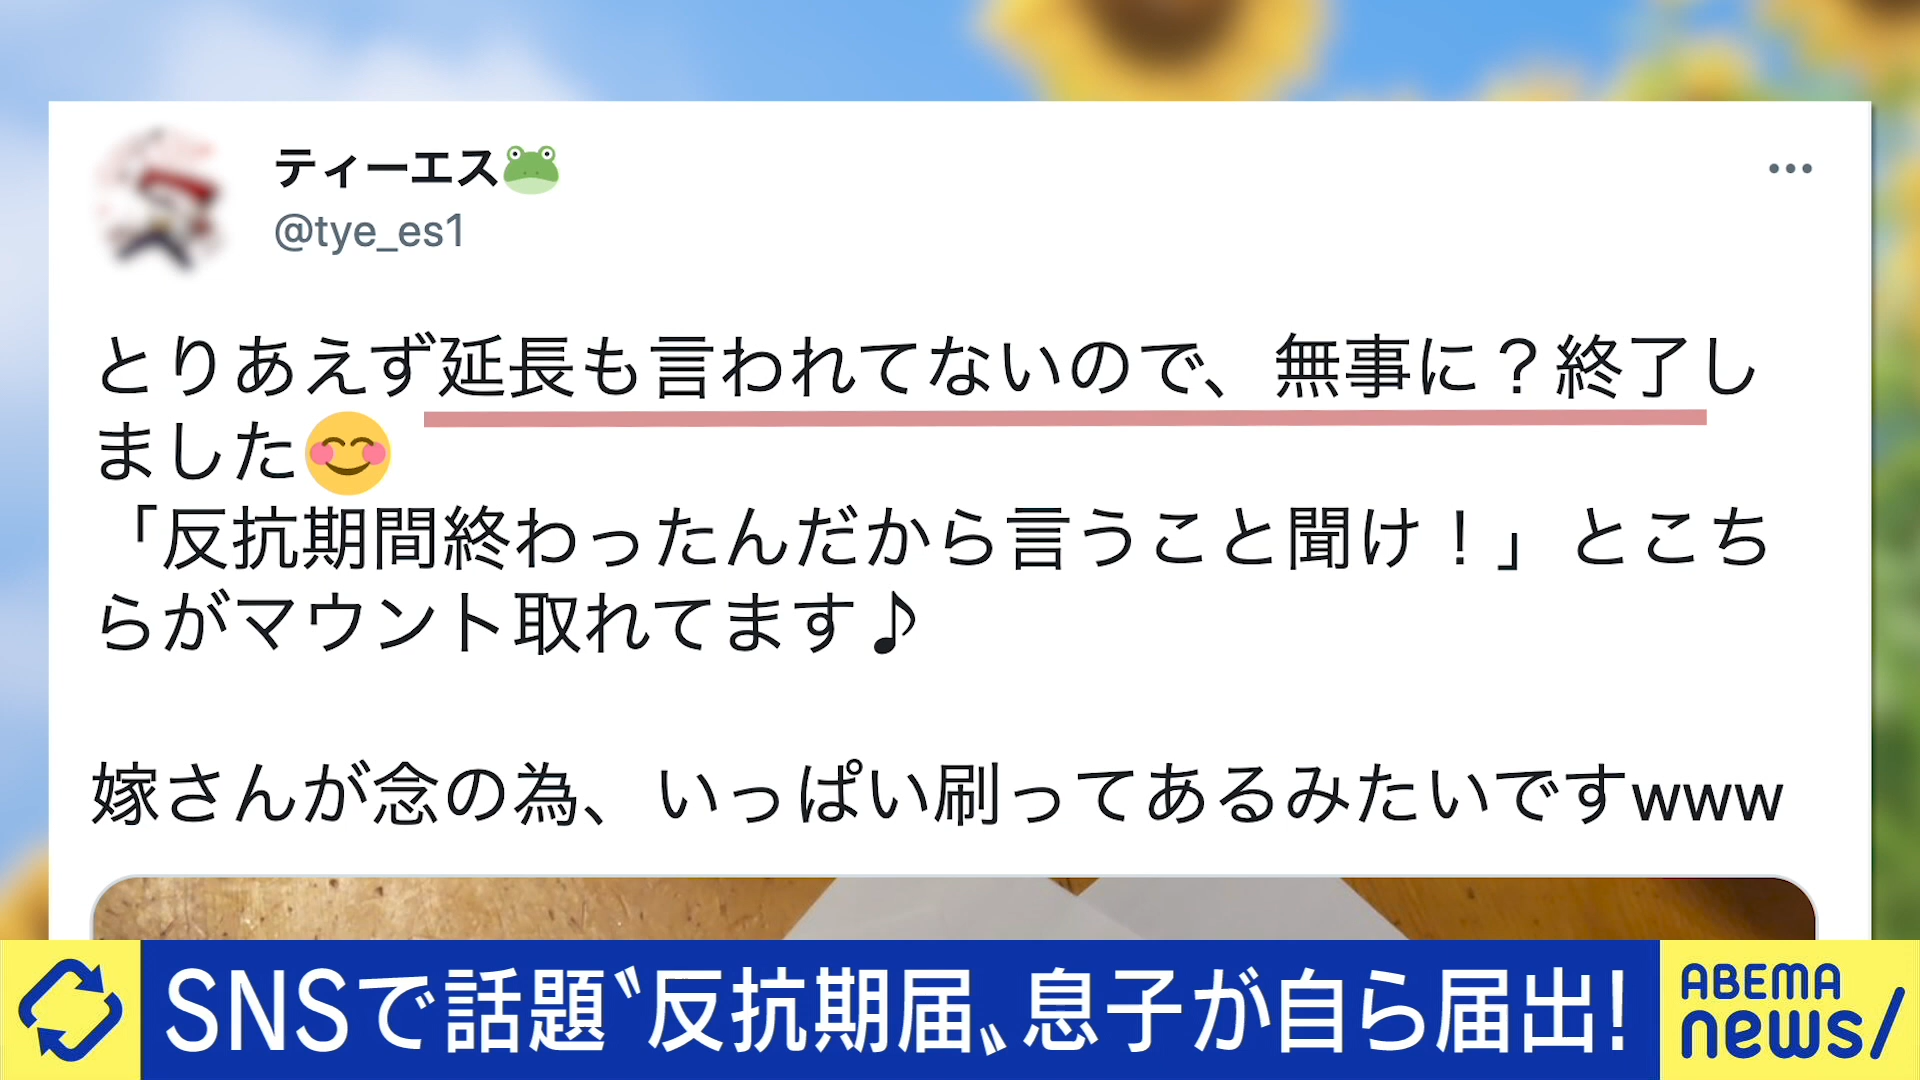 ティーエス🐸
@tye_es1
とりあえず延長も言われてないので、無事に？終了し
ました😊
「反抗期間終わったんだから言うこと聞け！」とこち
らがマウント取れてます♪
嫁さんが念の為、いっぱい刷ってあるみたいですwww
SNSで話題〝反抗期届〟息子が自ら届出!
ABEMA
news/